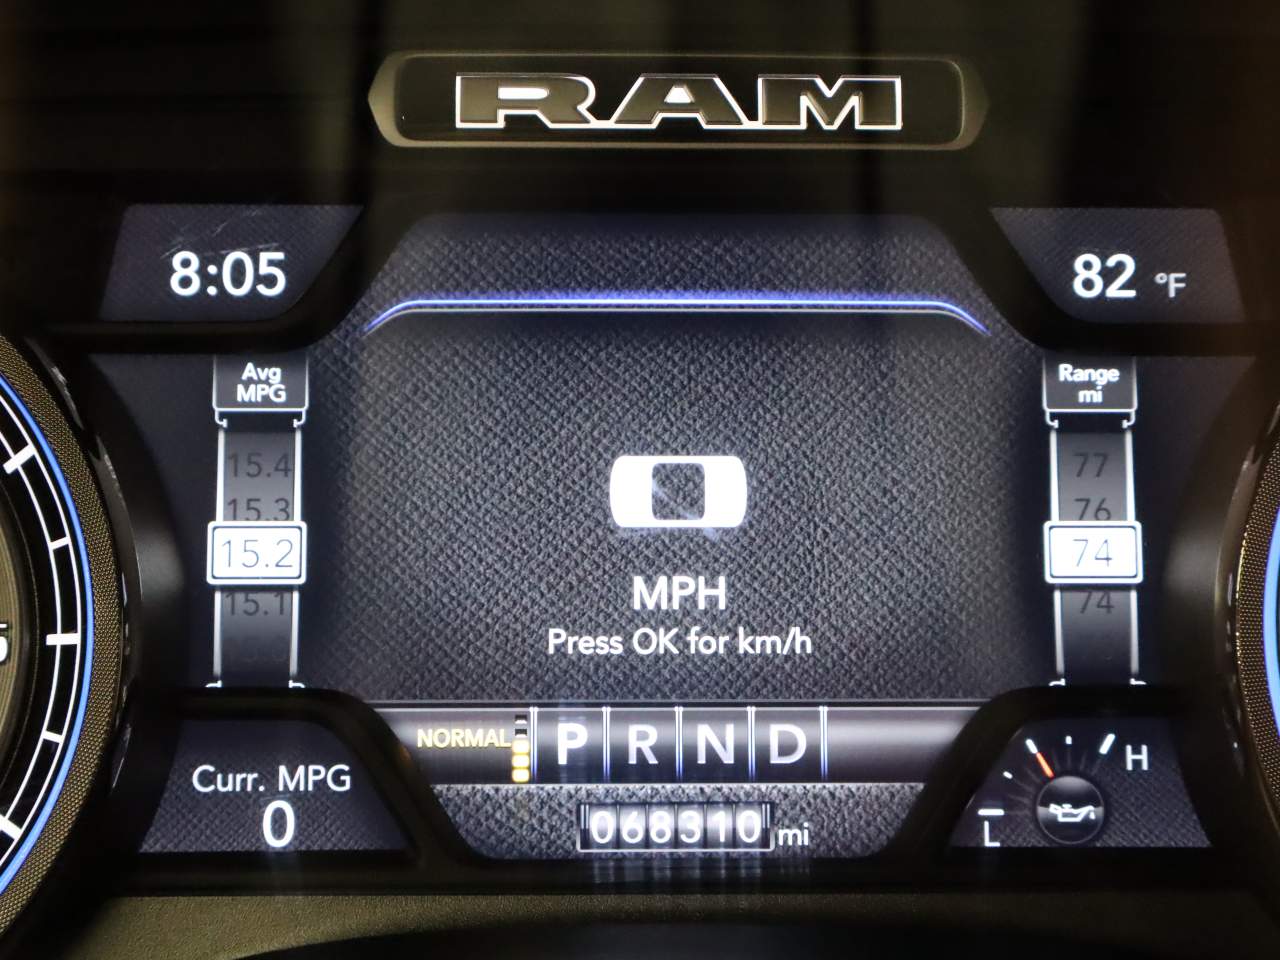 RAM
8:05
82 °F
Avg
MPG
15.4
15.3
15.2
15.1
Range
mi
77
76
74
74
0
MPH
Press OK for km/h
NORMAL P R N D
Curr. MPG
0
068310 mi
H
L